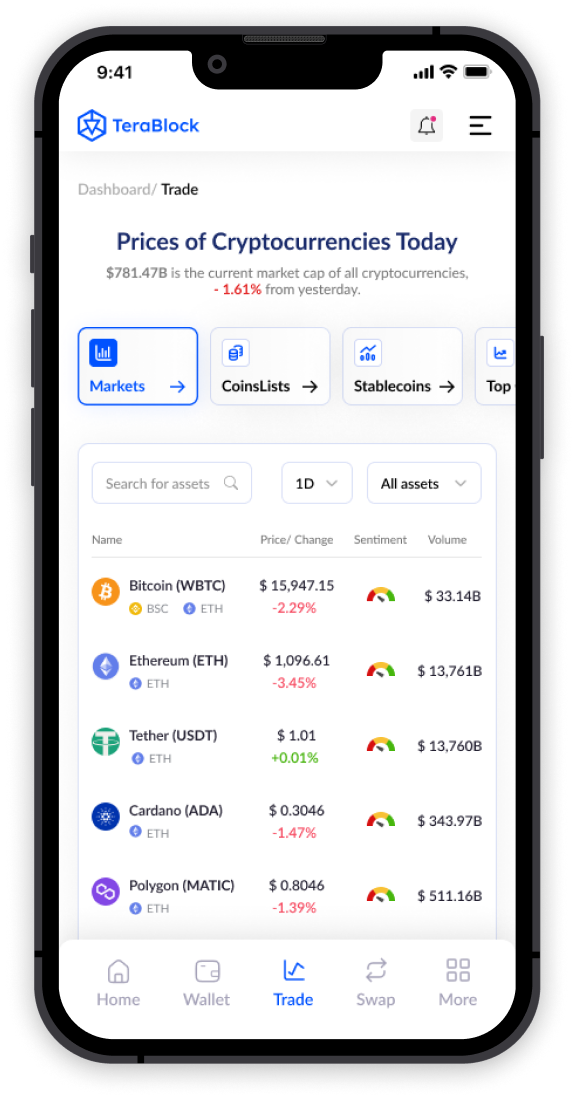 9:41
TeraBlock
Dashboard/ Trade
Prices of Cryptocurrencies Today
$781.47B is the current market cap of all cryptocurrencies,
- 1.61% from yesterday.
Markets CoinsLists Stablecoins Top
Search for assets 1D All assets
Name Price/ Change Sentiment Volume
Bitcoin (WBTC) $ 15,947.15 $ 33.14B
BSC ETH -2.29%
Ethereum (ETH) $ 1,096.61 $ 13,761B
ETH -3.45%
Tether (USDT) $ 1.01 $ 13,760B
ETH +0.01%
Cardano (ADA) $ 0.3046 $ 343.97B
ETH -1.47%
Polygon (MATIC) $ 0.8046 $ 511.16B
ETH -1.39%
Home Wallet Trade Swap More